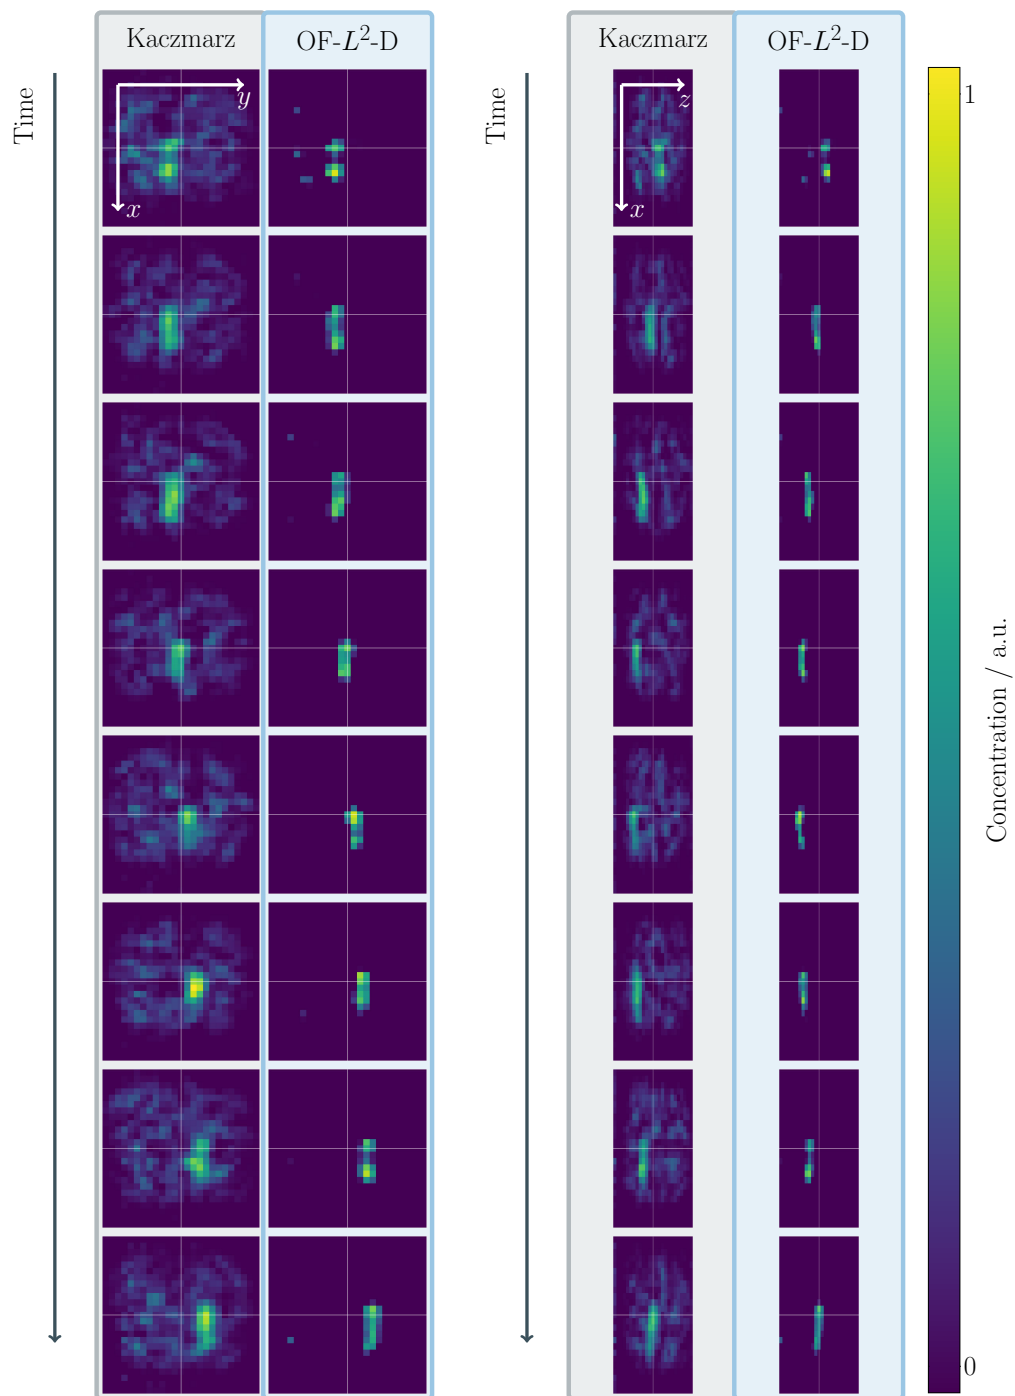 Kaczmarz OF-L²-D Kaczmarz OF-L²-D
Time Time
y z
x x
1
Concentration / a.u.
0